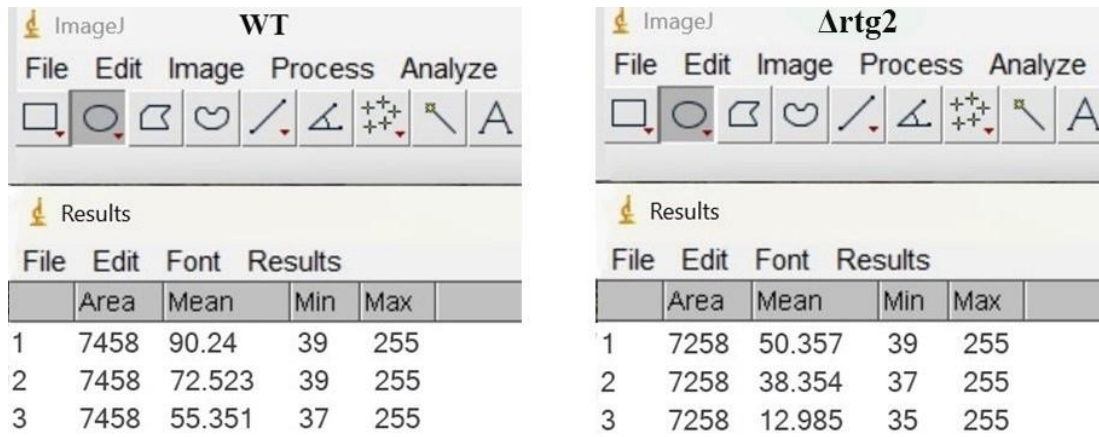 ImageJ WT
File Edit Image Process Analyze
A
Results
File Edit Font Results
Area Mean Min Max
1 7458 90.24 39 255
2 7458 72.523 39 255
3 7458 55.351 37 255
ImageJ Δrtg2
File Edit Image Process Analyze
A
Results
File Edit Font Results
Area Mean Min Max
1 7258 50.357 39 255
2 7258 38.354 37 255
3 7258 12.985 35 255